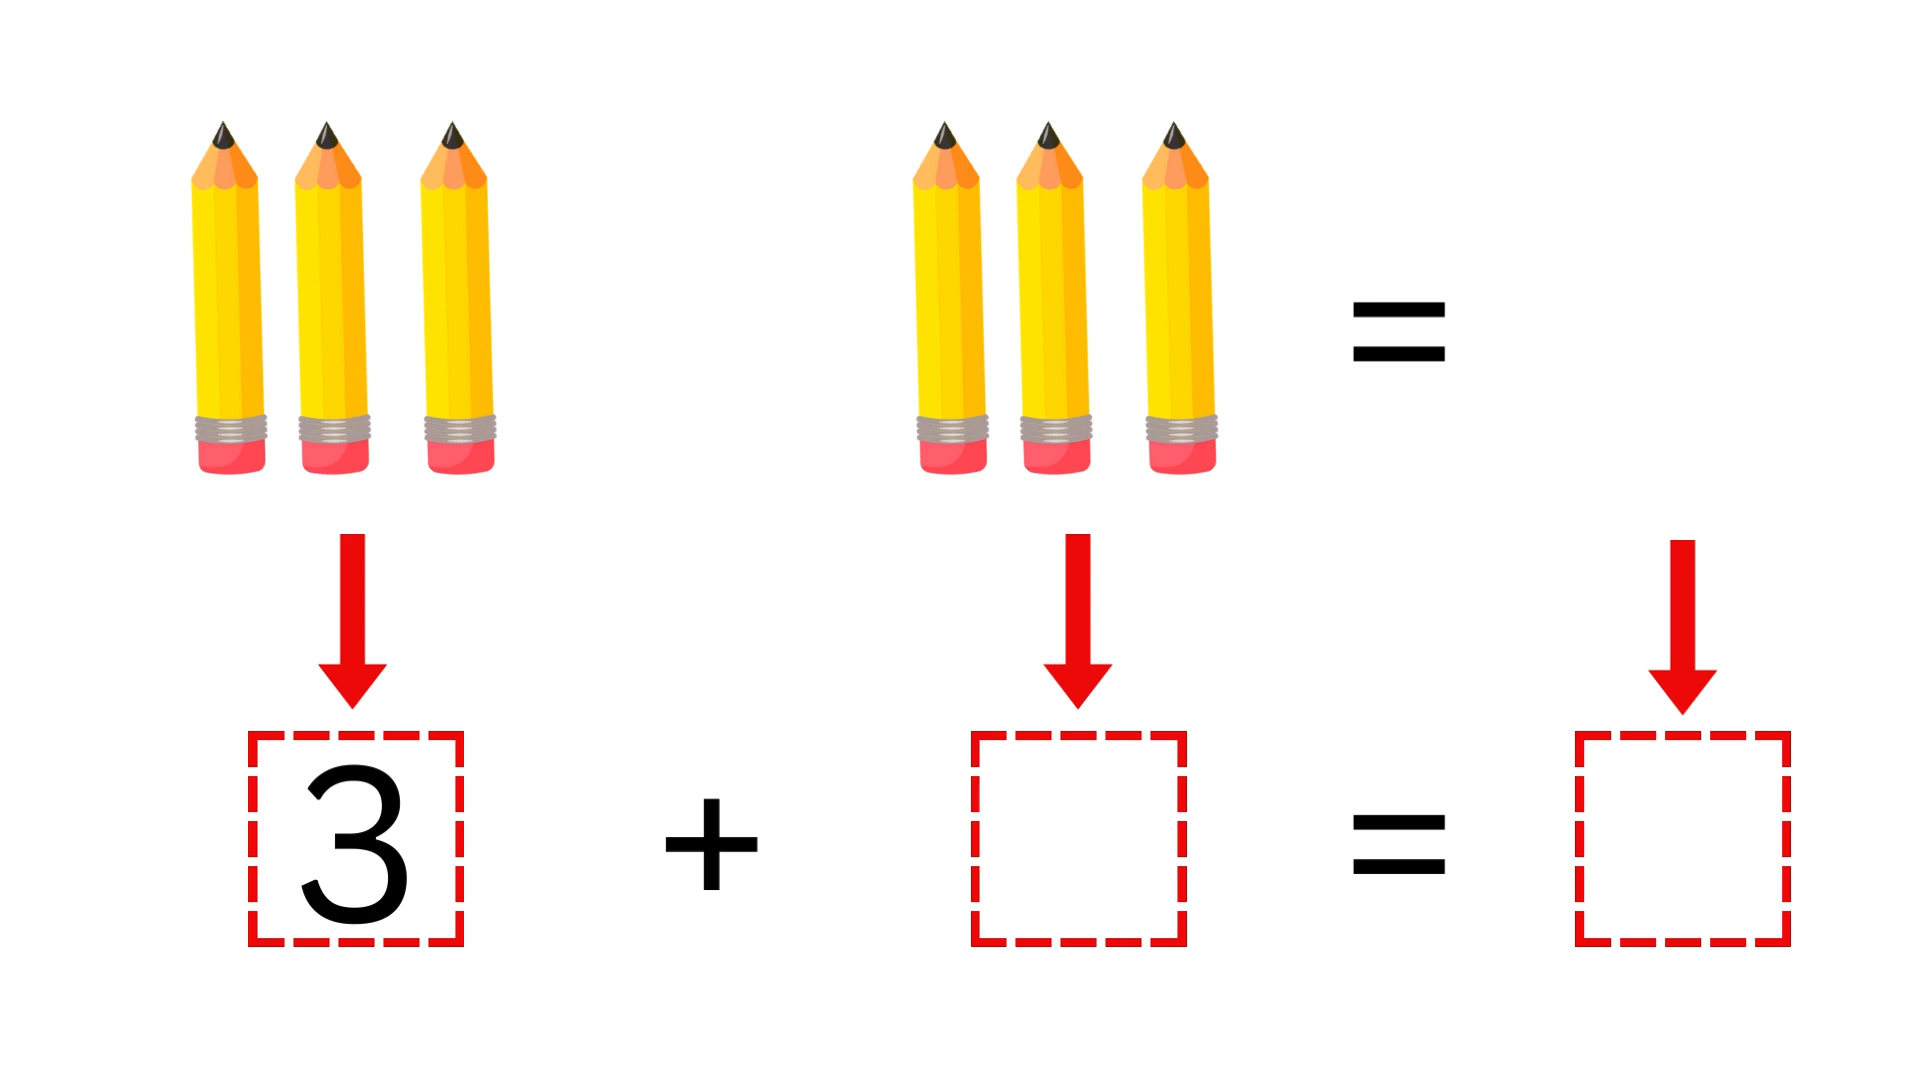 =
3 + =